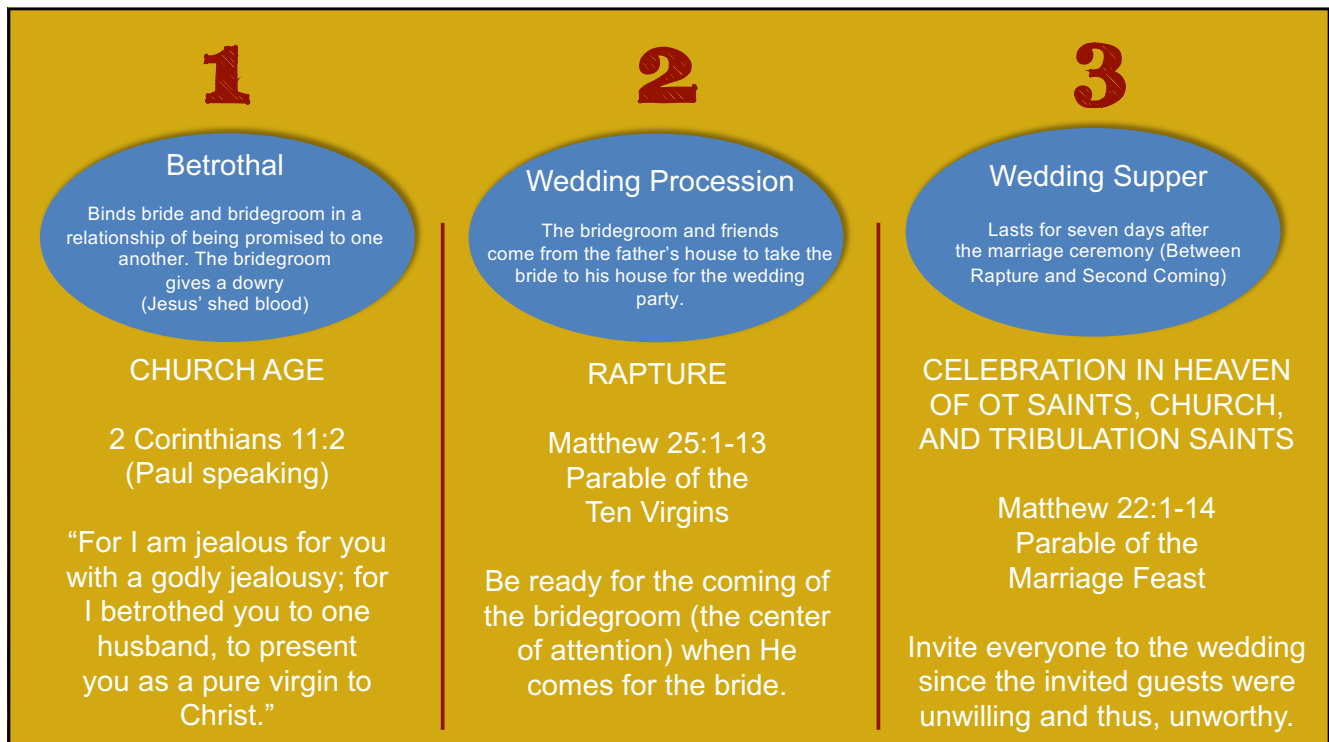 1
Betrothal
Binds bride and bridegroom in a
relationship of being promised to one
another. The bridegroom
gives a dowry
(Jesus’ shed blood)
CHURCH AGE
2 Corinthians 11:2
(Paul speaking)
“For I am jealous for you
with a godly jealousy; for
I betrothed you to one
husband, to present
you as a pure virgin to
Christ.”
2
Wedding Procession
The bridegroom and friends
come from the father’s house to take the
bride to his house for the wedding
party.
RAPTURE
Matthew 25:1-13
Parable of the
Ten Virgins
Be ready for the coming of
the bridegroom (the center
of attention) when He
comes for the bride.
3
Wedding Supper
Lasts for seven days after
the marriage ceremony (Between
Rapture and Second Coming)
CELEBRATION IN HEAVEN
OF OT SAINTS, CHURCH,
AND TRIBULATION SAINTS
Matthew 22:1-14
Parable of the
Marriage Feast
Invite everyone to the wedding
since the invited guests were
unwilling and thus, unworthy.